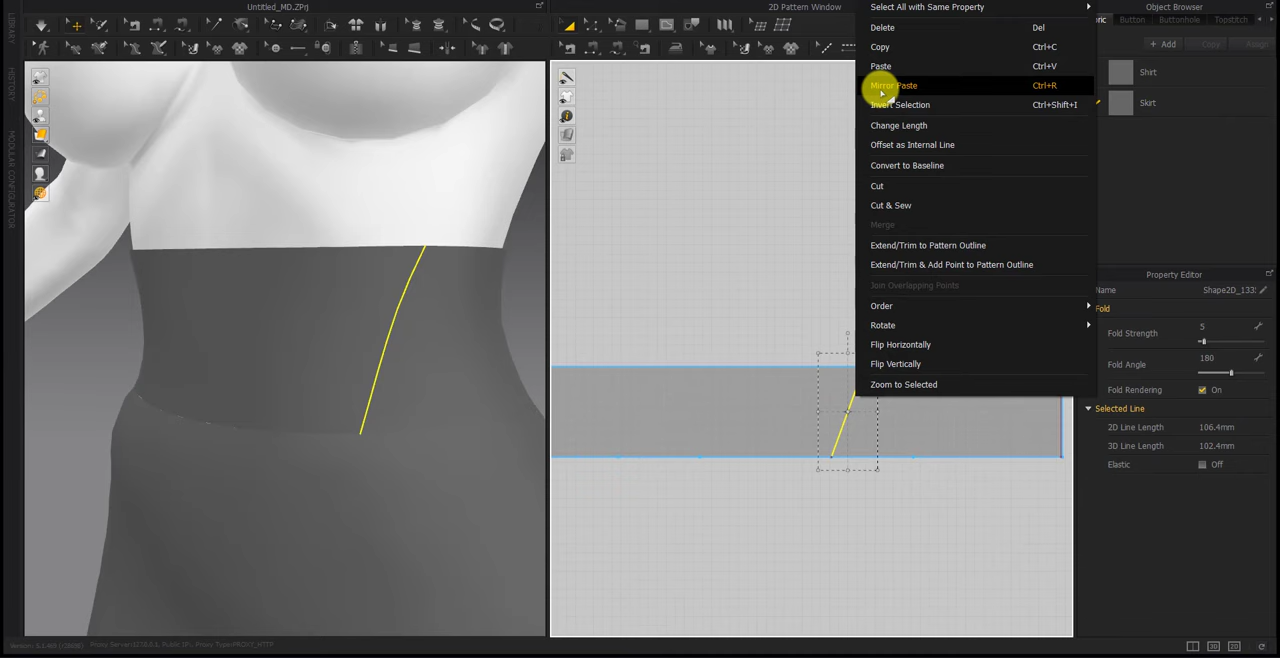 Untitled_MD.ZPrj
2D Pattern Window
Object Browser
LIBRARY
HISTORY
MODULAR CONFIGURATOR
Select All with Same Property
Delete Del
Copy Ctrl+C
Paste Ctrl+V
Mirror Paste Ctrl+R
Invert Selection Ctrl+Shift+I
Change Length
Offset as Internal Line
Convert to Baseline
Cut
Cut & Sew
Merge
Extend/Trim to Pattern Outline
Extend/Trim & Add Point to Pattern Outline
Join Overlapping Points
Order
Rotate
Flip Horizontally
Flip Vertically
Zoom to Selected
Button Buttonhole Topstitch
+ Add Copy Assign
Shirt
Skirt
Property Editor
Name Shape2D_133
Fold
Fold Strength 5
Fold Angle 180
Fold Rendering On
Selected Line
2D Line Length 106.4mm
3D Line Length 102.4mm
Elastic Off
3D 2D